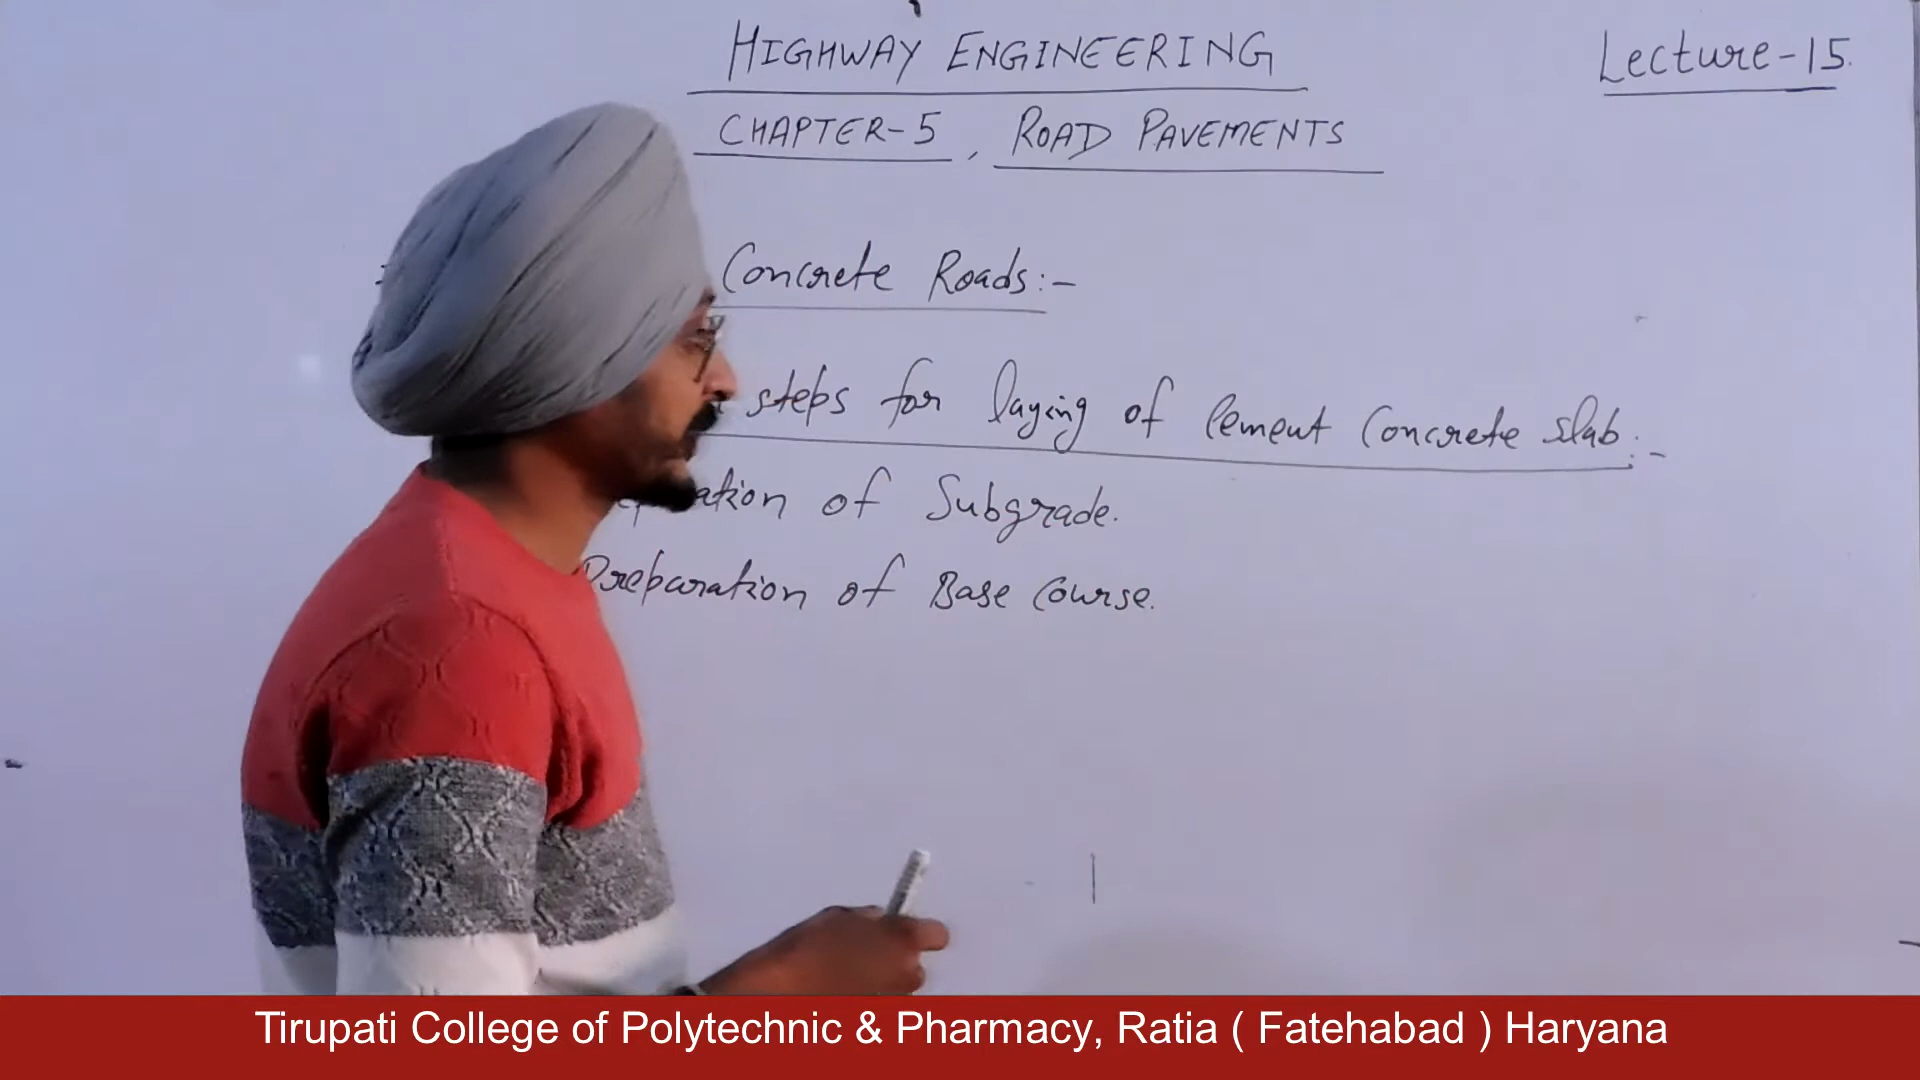 HIGHWAY ENGINEERING
Lecture-15.
CHAPTER-5, ROAD PAVEMENTS
Concrete Roads:-
steps for laying of Cement Concrete slab:-
of Subgrade.
Preparation of Base Course.
Tirupati College of Polytechnic & Pharmacy, Ratia ( Fatehabad ) Haryana